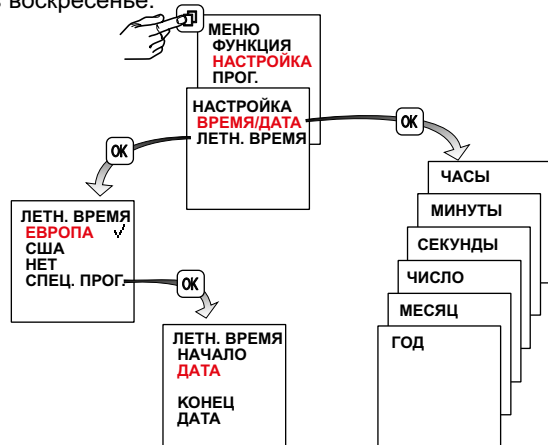 воскресенье.
МЕНЮ
ФУНКЦИЯ
НАСТРОЙКА
ПРОГ.
НАСТРОЙКА
ВРЕМЯ/ДАТА
ЛЕТН. ВРЕМЯ
OK
OK
ЛЕТН. ВРЕМЯ
ЕВРОПА
США
НЕТ
СПЕЦ. ПРОГ.
OK
ЛЕТН. ВРЕМЯ
НАЧАЛО
ДАТА
КОНЕЦ
ДАТА
ЧАСЫ
МИНУТЫ
СЕКУНДЫ
ЧИСЛО
МЕСЯЦ
ГОД